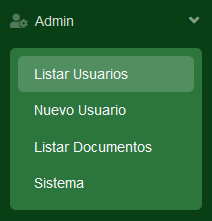 Admin
Listar Usuarios
Nuevo Usuario
Listar Documentos
Sistema